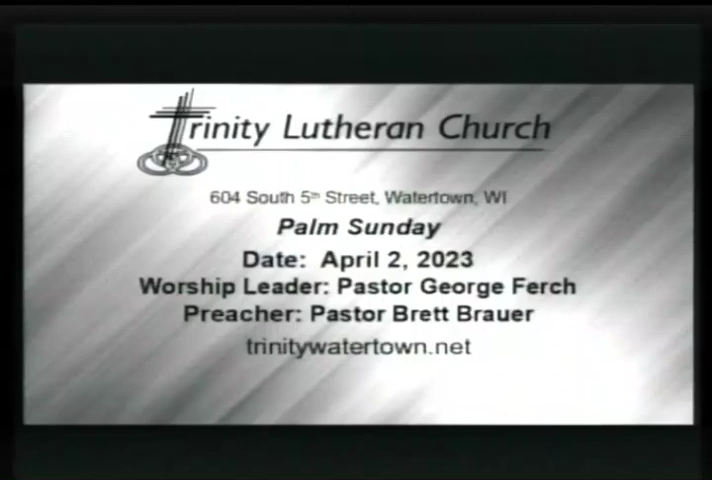 Trinity Lutheran Church
604 South 5th Street, Watertown, WI
Palm Sunday
Date: April 2, 2023
Worship Leader: Pastor George Ferch
Preacher: Pastor Brett Brauer
trinitywatertown.net